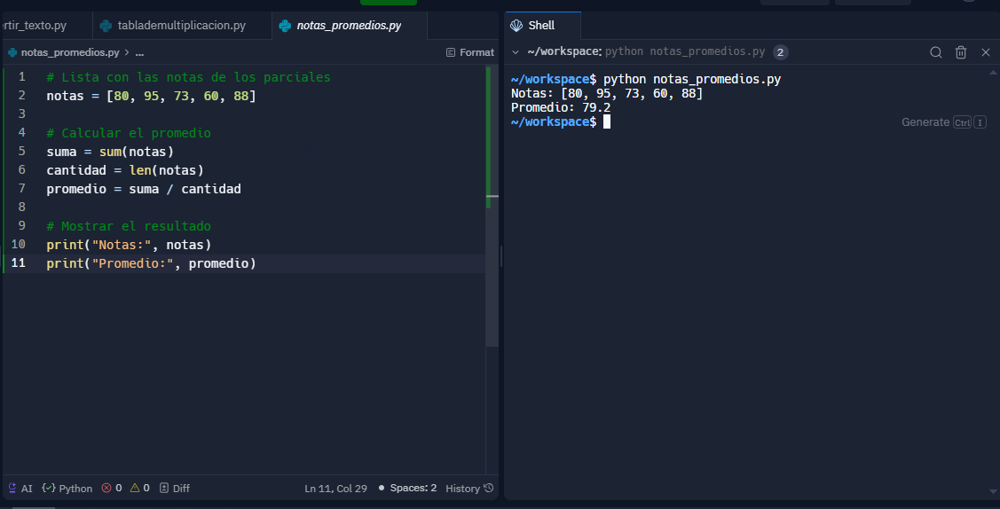 rtir_texto.py
tablademultiplicacion.py
notas_promedios.py
notas_promedios.py > ...
Format
1 # Lista con las notas de los parciales
2 notas = [80, 95, 73, 60, 88]
3
4 # Calcular el promedio
5 suma = sum(notas)
6 cantidad = len(notas)
7 promedio = suma / cantidad
8
9 # Mostrar el resultado
10 print("Notas:", notas)
11 print("Promedio:", promedio)
AI Python 0 0 Diff Ln 11, Col 29 Spaces: 2 History
Shell
~/workspace: python notas_promedios.py 2
~/workspace$ python notas_promedios.py
Notas: [80, 95, 73, 60, 88]
Promedio: 79.2
~/workspace$
Generate Ctrl I